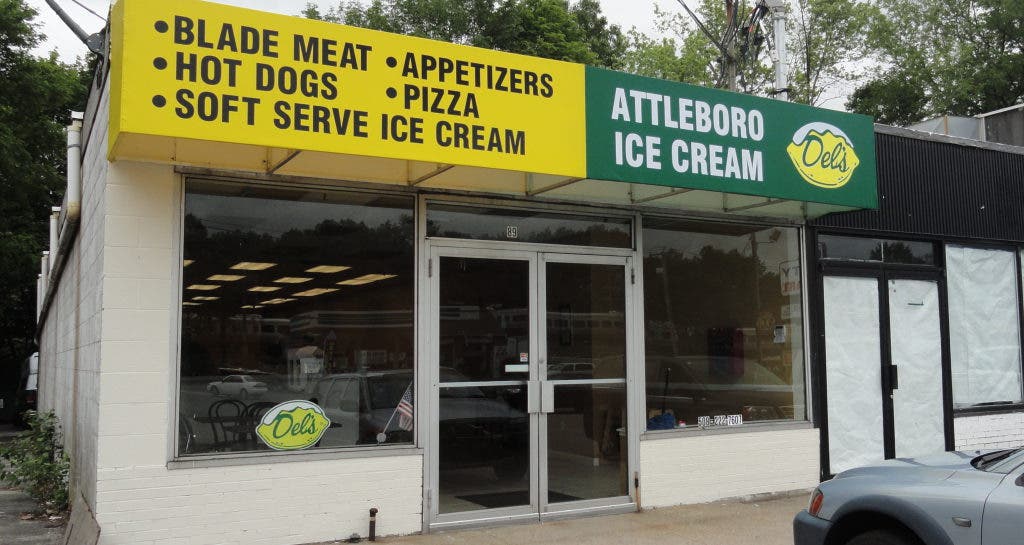 •BLADE MEAT
•HOT DOGS
•SOFT SERVE ICE CREAM
•APPETIZERS
•PIZZA
ATTLEBORO
ICE CREAM
Del's
89
Del's